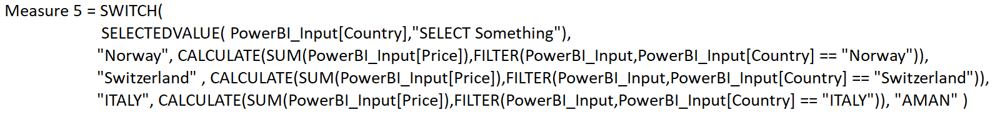 Measure 5 = SWITCH(
SELECTEDVALUE( PowerBI_Input[Country],"SELECT Something"),
"Norway", CALCULATE(SUM(PowerBI_Input[Price]),FILTER(PowerBI_Input,PowerBI_Input[Country] == "Norway")),
"Switzerland" , CALCULATE(SUM(PowerBI_Input[Price]),FILTER(PowerBI_Input,PowerBI_Input[Country] == "Switzerland")),
"ITALY", CALCULATE(SUM(PowerBI_Input[Price]),FILTER(PowerBI_Input,PowerBI_Input[Country] == "ITALY")), "AMAN" )